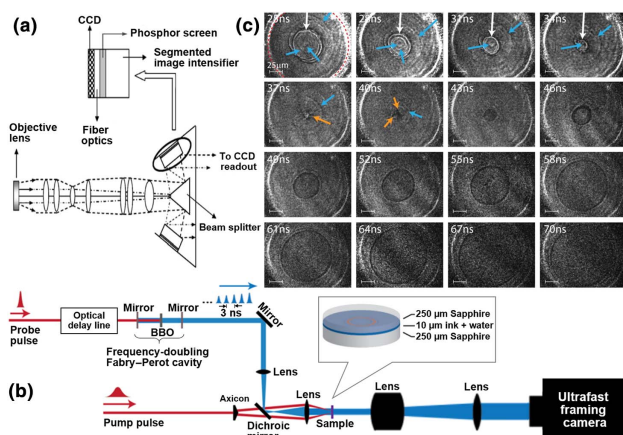 (a)
CCD
Phosphor screen
Segmented
image intensifier
Fiber
optics
Objective
lens
To CCD
readout
Beam splitter
(c)
25ns
28ns
31ns
34ns
25μm
37ns
40ns
43ns
46ns
49ns
52ns
55ns
58ns
61ns
64ns
67ns
70ns
Probe
pulse
Optical
delay line
Mirror
Mirror
BBO
3 ns
Mirror
Frequency-doubling
Fabry–Perot cavity
Lens
250 μm Sapphire
10 μm ink + water
250 μm Sapphire
(b)
Pump pulse
Axicon
Dichroic
mirror
Lens
Sample
Lens
Lens
Ultrafast
framing
camera